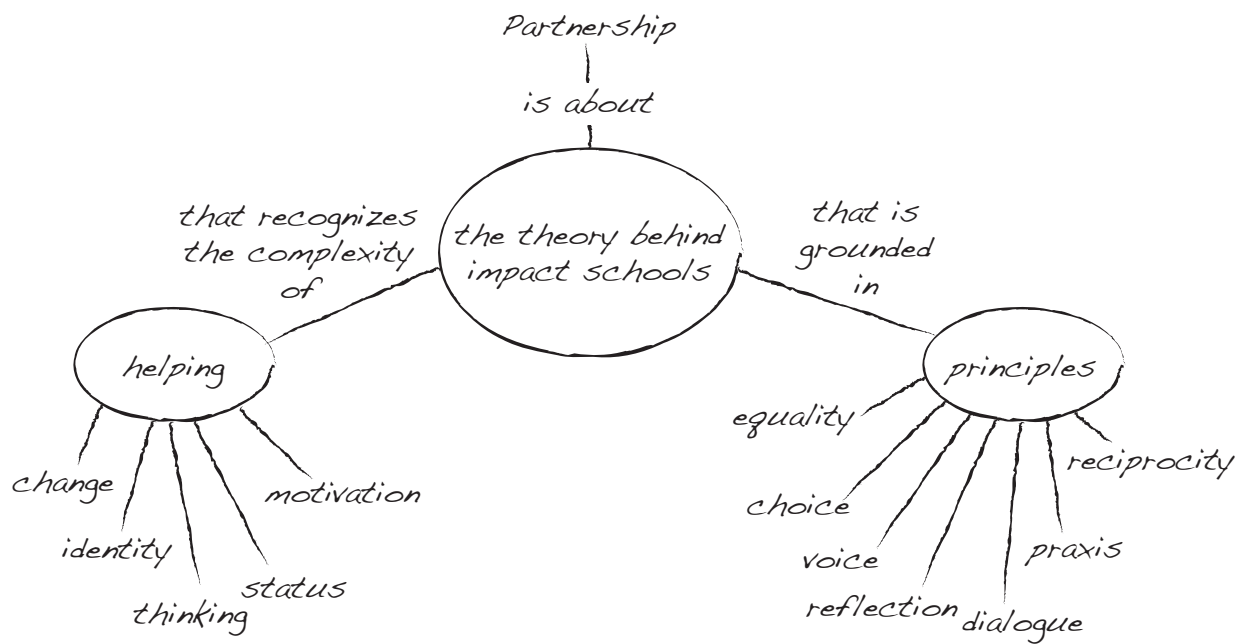 Partnership
is about
the theory behind
impact schools
that recognizes
the complexity
of
helping
change
identity
thinking
status
motivation
that is
grounded
in
principles
equality
choice
voice
reflection
dialogue
praxis
reciprocity